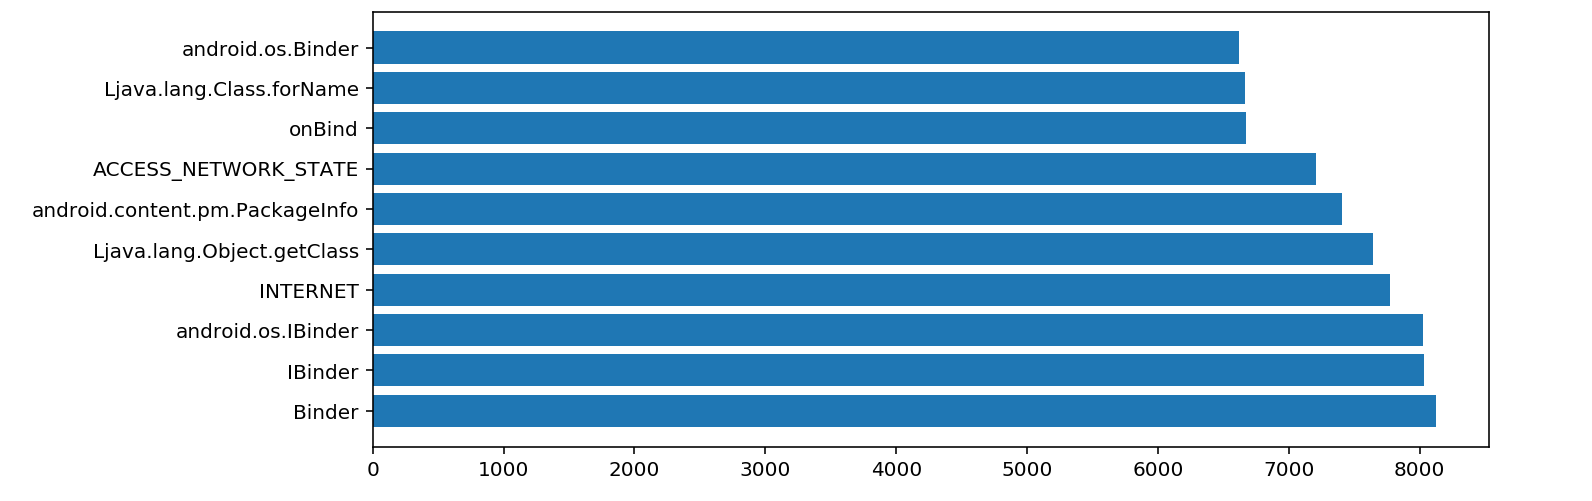 android.os.Binder
Ljava.lang.Class.forName
onBind
ACCESS_NETWORK_STATE
android.content.pm.PackageInfo
Ljava.lang.Object.getClass
INTERNET
android.os.IBinder
IBinder
Binder
0 1000 2000 3000 4000 5000 6000 7000 8000